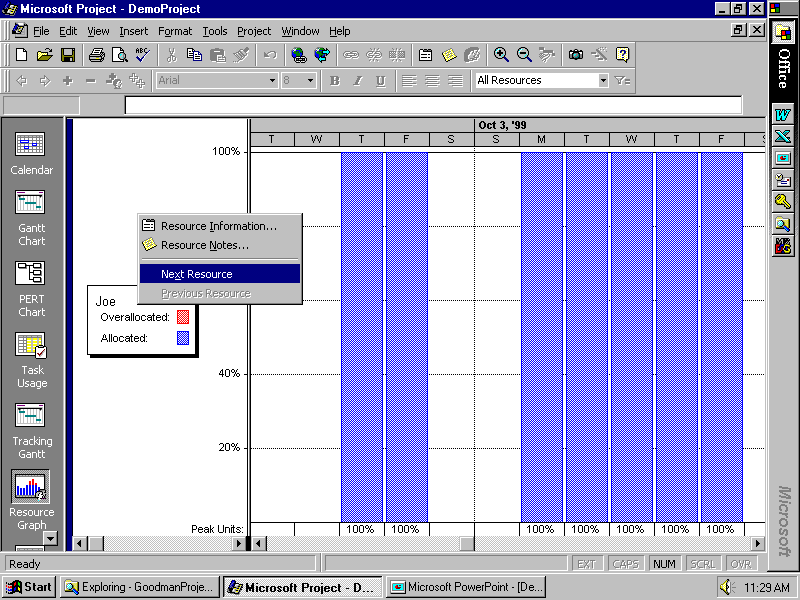 Microsoft Project - DemoProject
File Edit View Insert Format Tools Project Window Help
Arial 8 B I U All Resources
Office
Oct 3, '99
T W T F S S M T W T F S
100%
Calendar
Gantt
Chart
PERT
Chart
Task
Usage
Tracking
Gantt
Resource
Graph
Resource Information...
Resource Notes...
Next Resource
Previous Resource
Joe
Overallocated:
Allocated:
40%
20%
Peak Units: 100% 100% 100% 100% 100% 100% 100%
Microsoft
Ready EXT CAPS NUM SCRL OVR
Start Exploring - GoodmanProje... Microsoft Project - D... Microsoft PowerPoint - [De... 11:29 AM